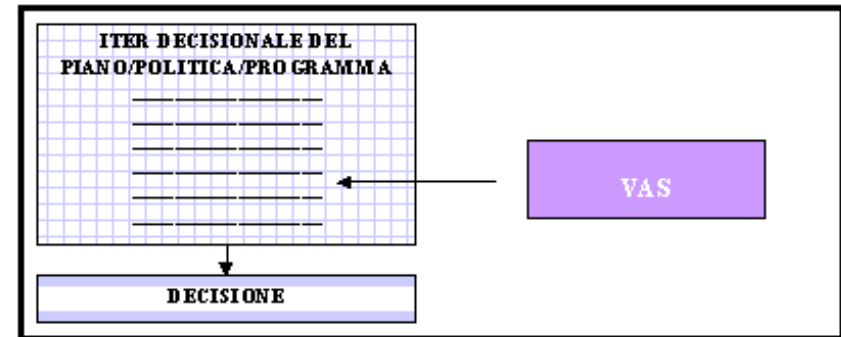 ITER DECISIONALE DEL
PIANO/POLITICA/PROGRAMMA
VAS
DECISIONE